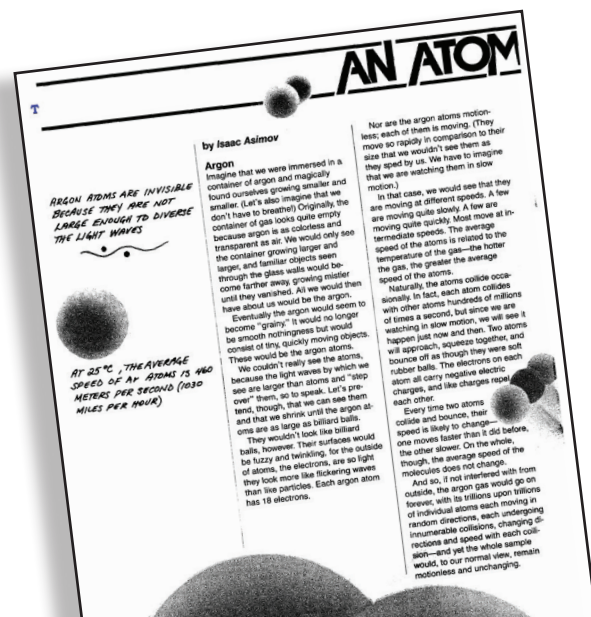 AN ATOM
T
ARGON ATOMS ARE INVISIBLE
BECAUSE THEY ARE NOT
LARGE ENOUGH TO DIVERSE
THE LIGHT WAVES
AT 25°C, THE AVERAGE
SPEED OF Ar ATOMS IS 460
METERS PER SECOND (1030
MILES PER HOUR)
by Isaac Asimov
Argon
Imagine that we were immersed in a
container of argon and magically
found ourselves growing smaller and
smaller. (Let's also imagine that we
don't have to breathe!) Originally, the
container of gas looks quite empty
because argon is as colorless and
transparent as air. We would only see
the container growing larger and
larger, and familiar objects seen
through the glass walls would be-
come farther away, growing mistier
until they vanished. All we would then
have about us would be the argon.
Eventually the argon would seem to
become "grainy." It would no longer
be smooth nothingness but would
consist of tiny, quickly moving objects.
These would be the argon atoms.
We couldn't really see the atoms,
because the light waves by which we
see are larger than atoms and "step
over" them, so to speak. Let's pre-
tend, though, that we can see them
and that we shrink until the argon at-
oms are as large as billiard balls.
They wouldn't look like billiard
balls, however. Their surfaces would
be fuzzy and twinkling, for the outside
of atoms, the electrons, are so light
they look more like flickering waves
than like particles. Each argon atom
has 18 electrons.
Nor are the argon atoms motion-
less; each of them is moving. (They
move so rapidly in comparison to their
size that we wouldn't see them as
they sped by us. We have to imagine
that we are watching them in slow
motion.)
In that case, we would see that they
are moving at different speeds. A few
are moving quite slowly. A few are
moving quite quickly. Most move at in-
termediate speeds. The average
speed of the atoms is related to the
temperature of the gas—the hotter
the gas, the greater the average
speed of the atoms.
Naturally, the atoms collide occa-
sionally. In fact, each atom collides
with other atoms hundreds of millions
of times a second, but since we are
watching in slow motion, we will see it
happen just now and then. Two atoms
will approach, squeeze together, and
bounce off as though they were soft
rubber balls. The electrons on each
atom all carry negative electric
charges, and like charges repel
each other.
Every time two atoms
collide and bounce, their
speed is likely to change—
one moves faster than it did before,
the other slower. On the whole,
though, the average speed of the
molecules does not change.
And so, if not interfered with from
outside, the argon gas would go on
forever, with its trillions upon trillions
of individual atoms each moving in
random directions, each undergoing
innumerable collisions, changing di-
rections and speed with each colli-
sion—and yet the whole sample
would, to our normal view, remain
motionless and unchanging.